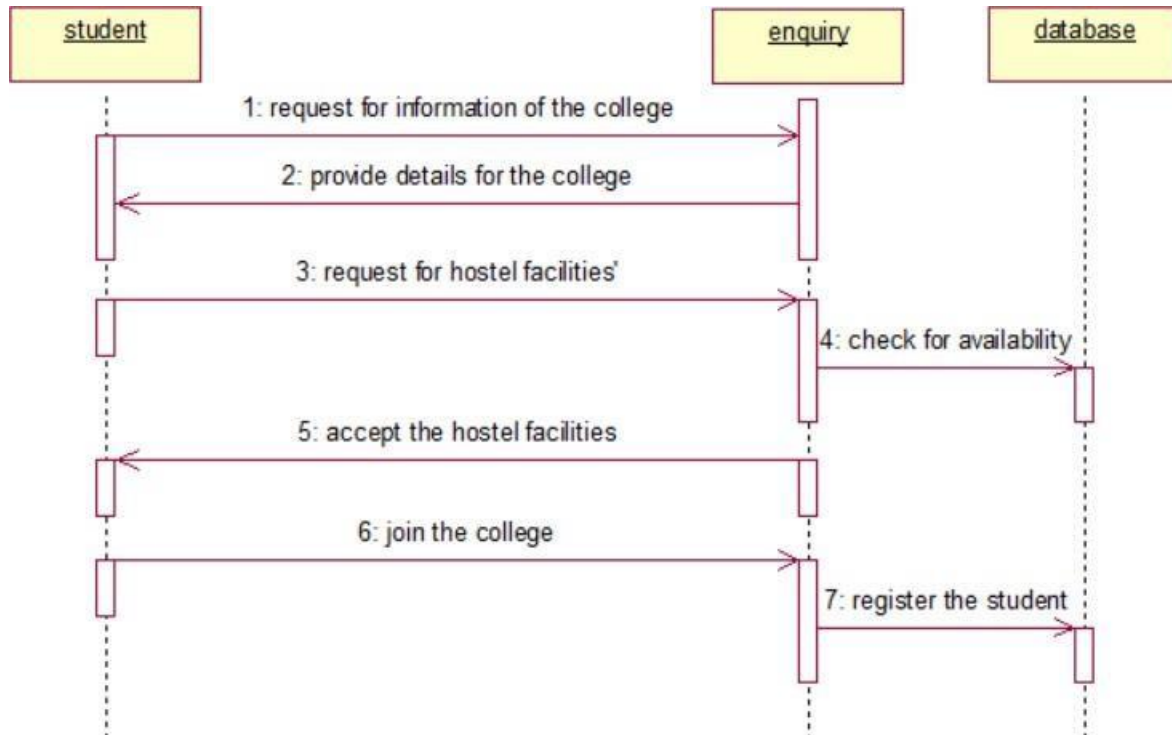 student
enquiry
database
1: request for information of the college
2: provide details for the college
3: request for hostel facilities'
4: check for availability
5: accept the hostel facilities
6: join the college
7: register the student